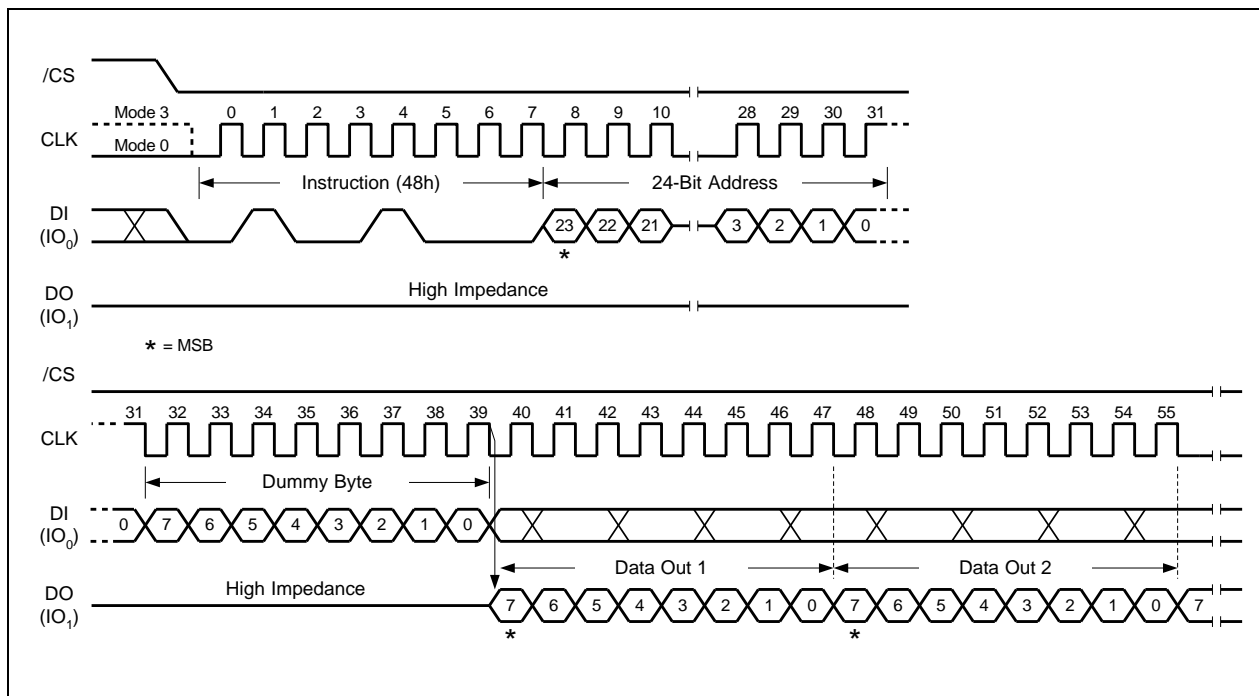 /CS
Mode 3 0 1 2 3 4 5 6 7 8 9 10 28 29 30 31
CLK
Mode 0
Instruction (48h) 24-Bit Address
DI
(IO0) 23 22 21 3 2 1 0
*
DO High Impedance
(IO1)
* = MSB
/CS
31 32 33 34 35 36 37 38 39 40 41 42 43 44 45 46 47 48 49 50 51 52 53 54 55
CLK
Dummy Byte
DI
(IO0) 0 7 6 5 4 3 2 1 0
Data Out 1 Data Out 2
DO High Impedance
(IO1) 7 6 5 4 3 2 1 0 7 6 5 4 3 2 1 0 7
* *